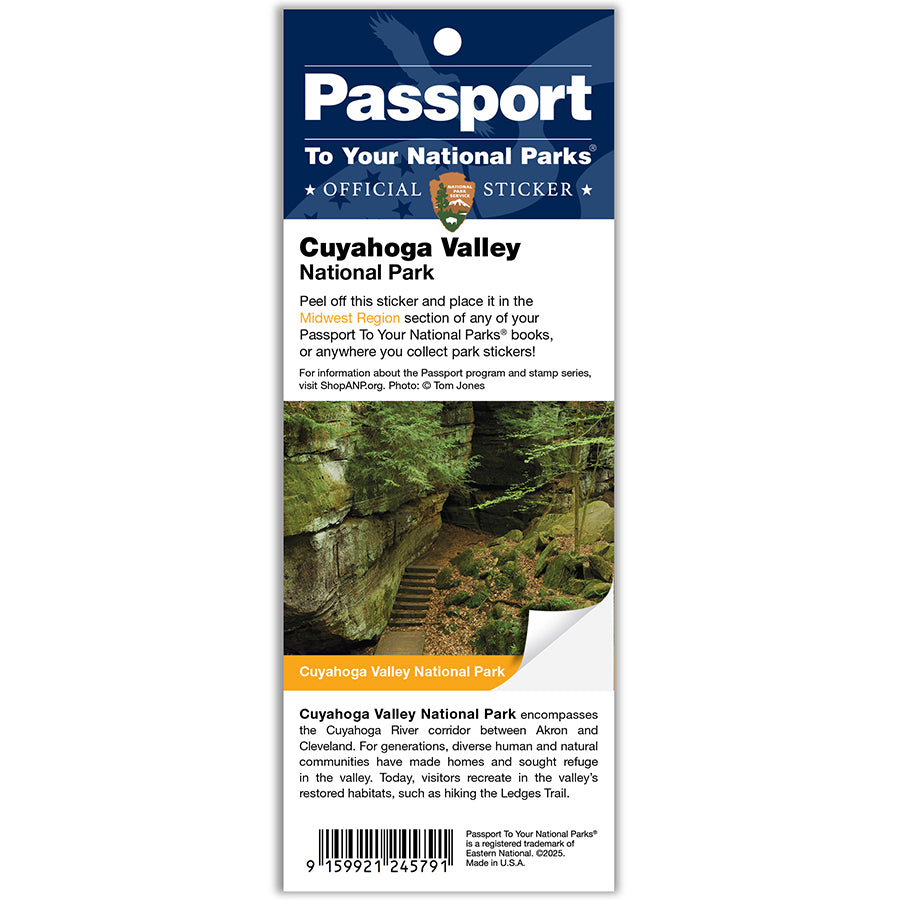 Passport
To Your National Parks®
★ OFFICIAL STICKER ★
NATIONAL
PARK
SERVICE
Cuyahoga Valley
National Park
Peel off this sticker and place it in the
Midwest Region section of any of your
Passport To Your National Parks® books,
or anywhere you collect park stickers!
For information about the Passport program and stamp series,
visit ShopANP.org. Photo: © Tom Jones
Cuyahoga Valley National Park
Cuyahoga Valley National Park encompasses
the Cuyahoga River corridor between Akron and
Cleveland. For generations, diverse human and natural
communities have made homes and sought refuge
in the valley. Today, visitors recreate in the valley's
restored habitats, such as hiking the Ledges Trail.
9 159921 245791
Passport To Your National Parks®
is a registered trademark of
Eastern National. ©2025.
Made in U.S.A.